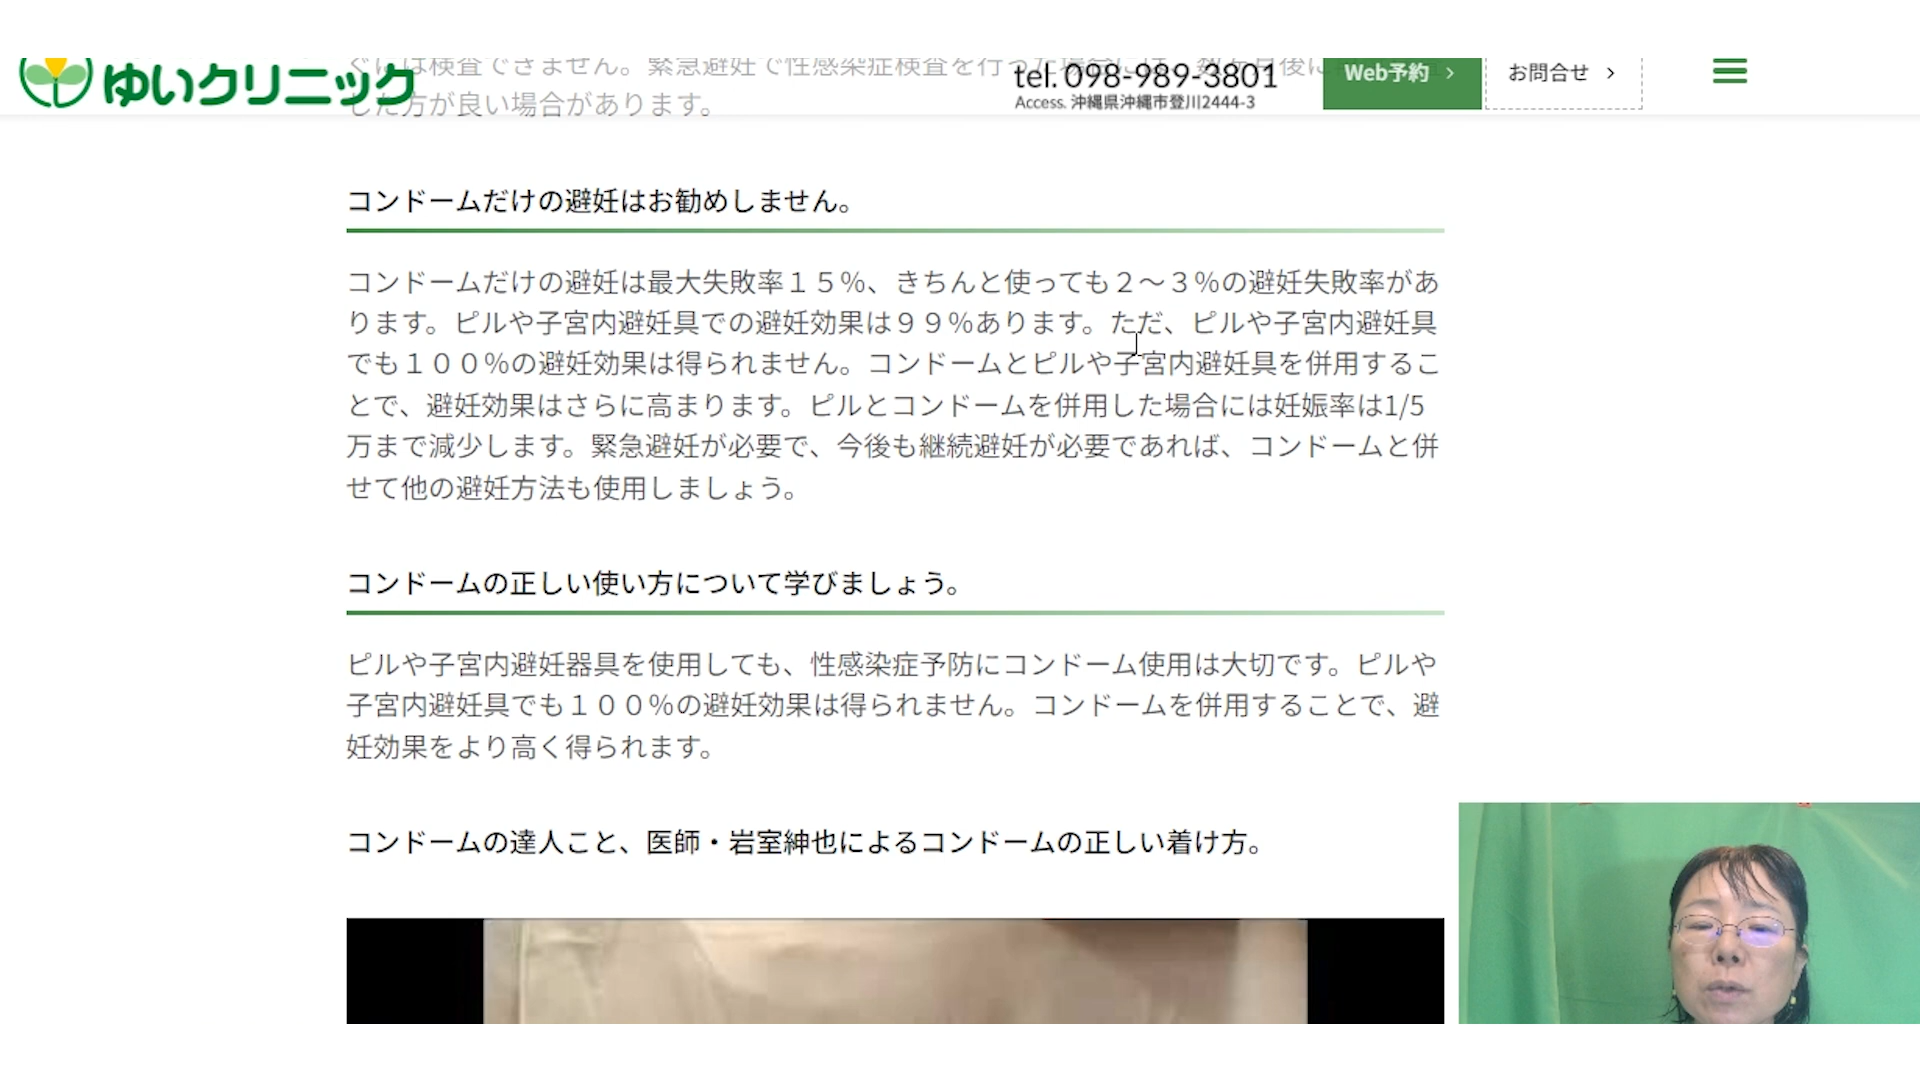 ゆいクリニック
tel. 098-989-3801
Access. 沖縄県沖縄市登川2444-3
Web予約
お問合せ
した方が良い場合があります。
コンドームだけの避妊はお勧めしません。
コンドームだけの避妊は最大失敗率１５％、きちんと使っても２～３％の避妊失敗率があ
ります。ピルや子宮内避妊具での避妊効果は９９％あります。ただ、ピルや子宮内避妊具
でも１００％の避妊効果は得られません。コンドームとピルや子宮内避妊具を併用するこ
とで、避妊効果はさらに高まります。ピルとコンドームを併用した場合には妊娠率は1/5
万まで減少します。緊急避妊が必要で、今後も継続避妊が必要であれば、コンドームと併
せて他の避妊方法も使用しましょう。
コンドームの正しい使い方について学びましょう。
ピルや子宮内避妊器具を使用しても、性感染症予防にコンドーム使用は大切です。ピルや
子宮内避妊具でも１００％の避妊効果は得られません。コンドームを併用することで、避
妊効果をより高く得られます。
コンドームの達人こと、医師・岩室紳也によるコンドームの正しい着け方。